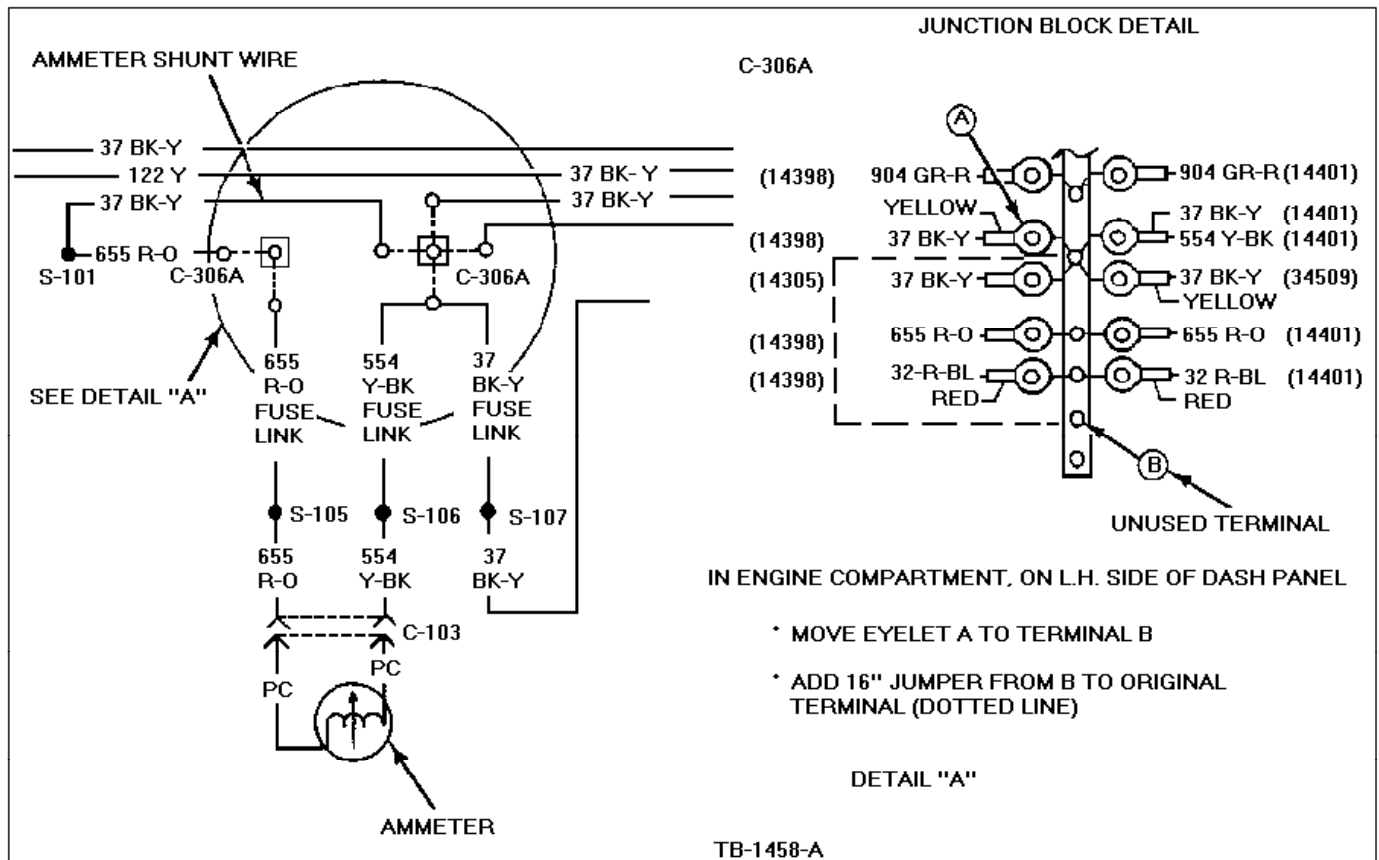 JUNCTION BLOCK DETAIL
AMMETER SHUNT WIRE
C-306A
A
37 BK-Y
122 Y
37 BK- Y
37 BK-Y
37 BK-Y
(14398)
904 GR-R
904 GR-R (14401)
YELLOW
37 BK-Y (14401)
(14398)
37 BK-Y
554 Y-BK (14401)
S-101
655 R-O
C-306A
C-306A
(14305)
37 BK-Y
37 BK-Y (34509)
YELLOW
(14398)
655 R-O
655 R-O (14401)
(14398)
32-R-BL
32 R-BL (14401)
RED
RED
SEE DETAIL "A"
655
R-O
FUSE
LINK
554
Y-BK
FUSE
LINK
37
BK-Y
FUSE
LINK
B
UNUSED TERMINAL
S-105
S-106
S-107
655
R-O
554
Y-BK
37
BK-Y
IN ENGINE COMPARTMENT, ON L.H. SIDE OF DASH PANEL
C-103
* MOVE EYELET A TO TERMINAL B
PC
PC
* ADD 16" JUMPER FROM B TO ORIGINAL
TERMINAL (DOTTED LINE)
DETAIL "A"
AMMETER
TB-1458-A